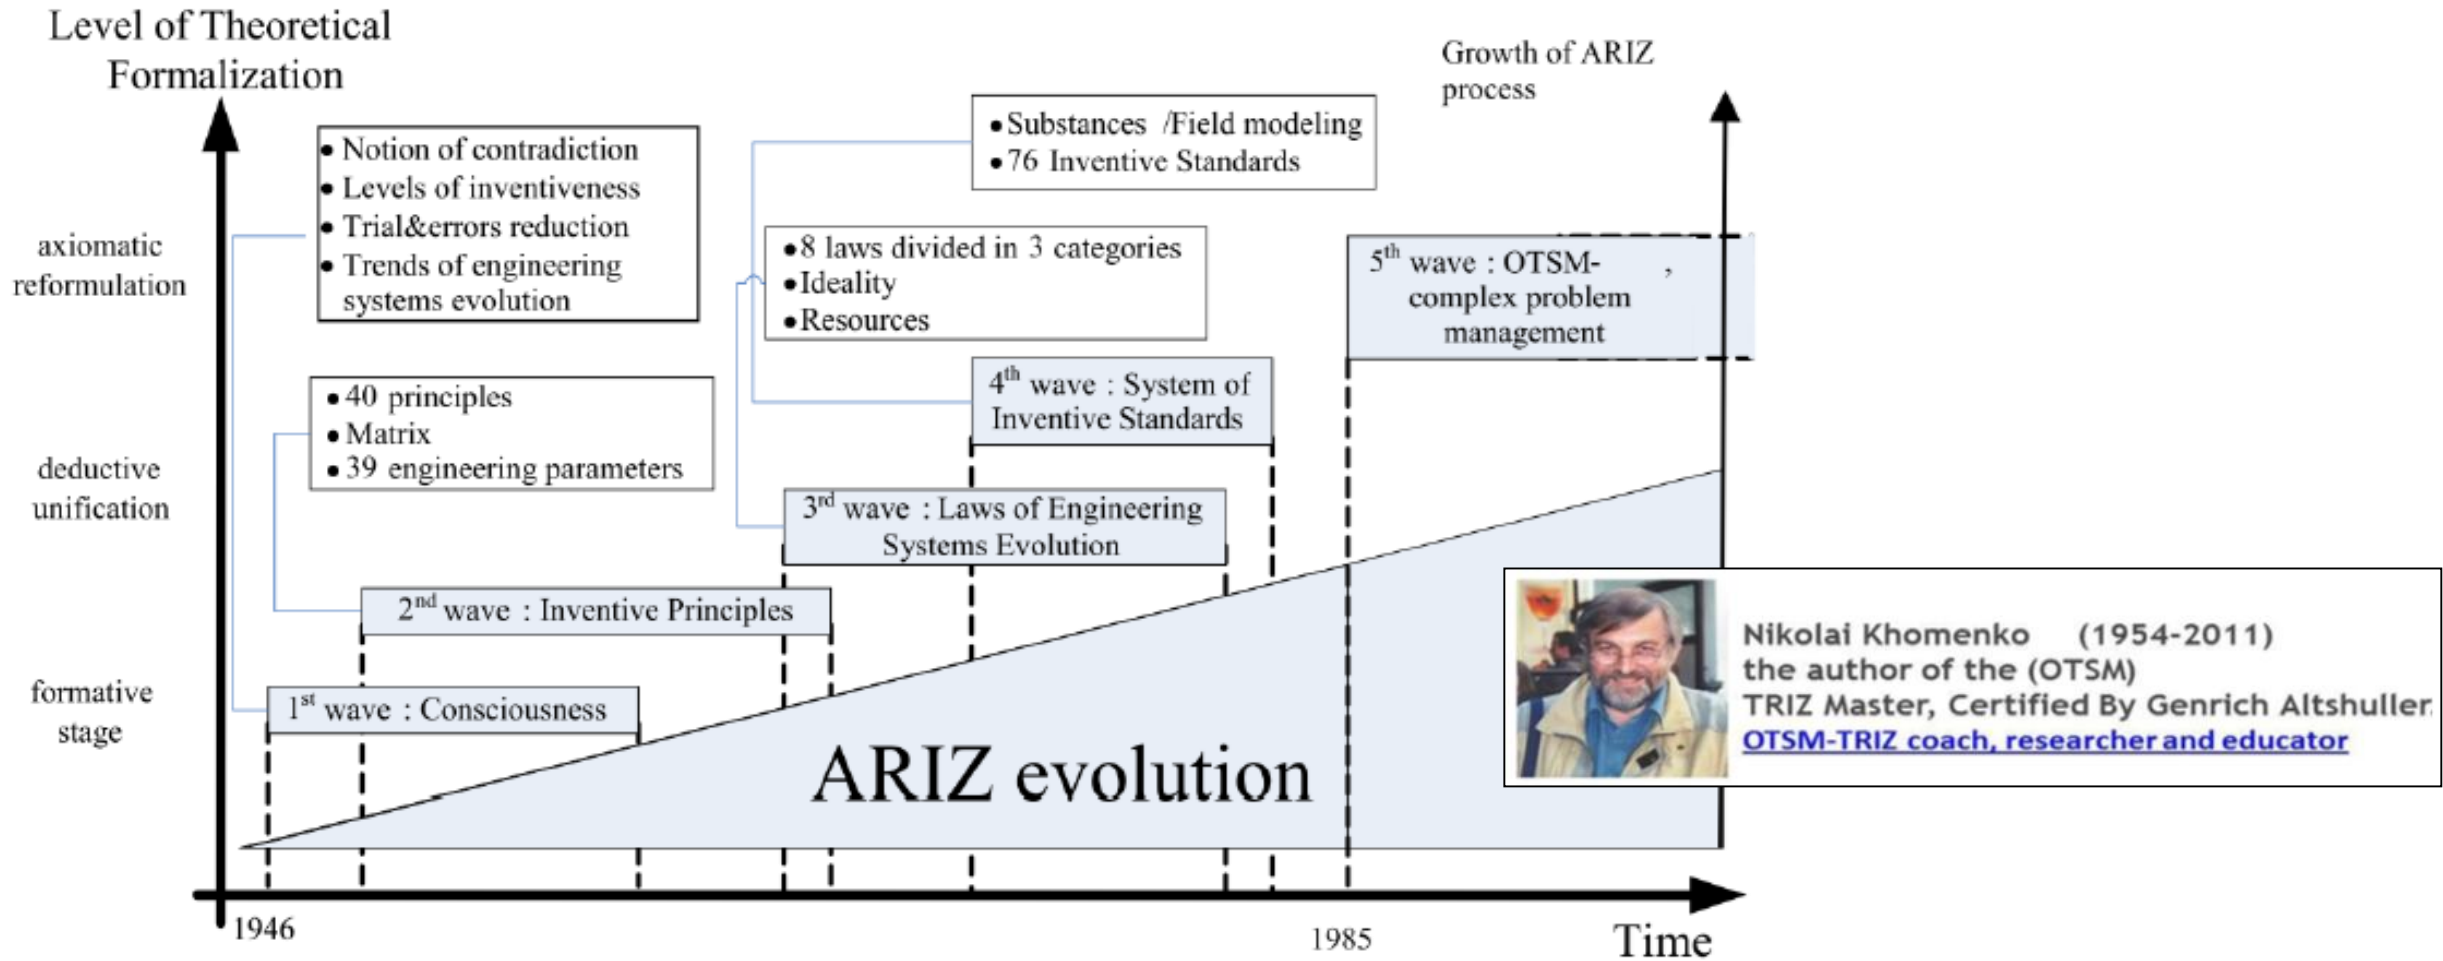 Level of Theoretical
Formalization
Growth of ARIZ
process
axiomatic
reformulation
deductive
unification
formative
stage
• Notion of contradiction
• Levels of inventiveness
• Trial&errors reduction
• Trends of engineering
systems evolution
• 40 principles
• Matrix
• 39 engineering parameters
• Substances /Field modeling
• 76 Inventive Standards
• 8 laws divided in 3 categories
• Ideality
• Resources
5th wave : OTSM- ,
complex problem
management
4th wave : System of
Inventive Standards
3rd wave : Laws of Engineering
Systems Evolution
2nd wave : Inventive Principles
1st wave : Consciousness
ARIZ evolution
Nikolai Khomenko (1954-2011)
the author of the (OTSM)
TRIZ Master, Certified By Genrich Altshuller.
OTSM-TRIZ coach, researcher and educator
1946
1985
Time